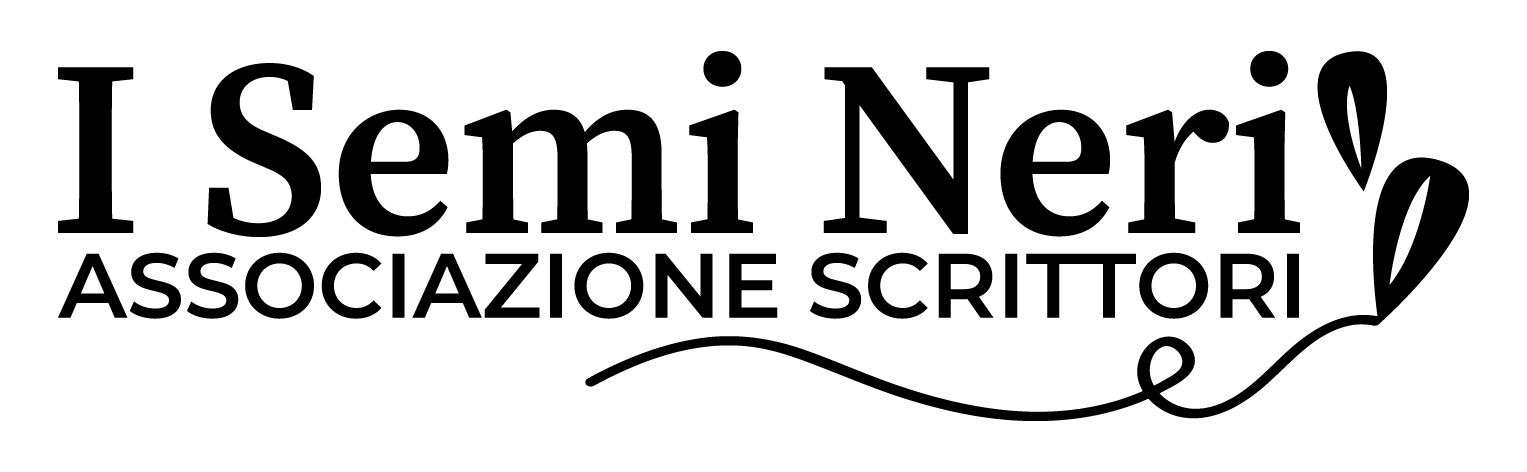 I Semi Neri
ASSOCIAZIONE SCRITTORI